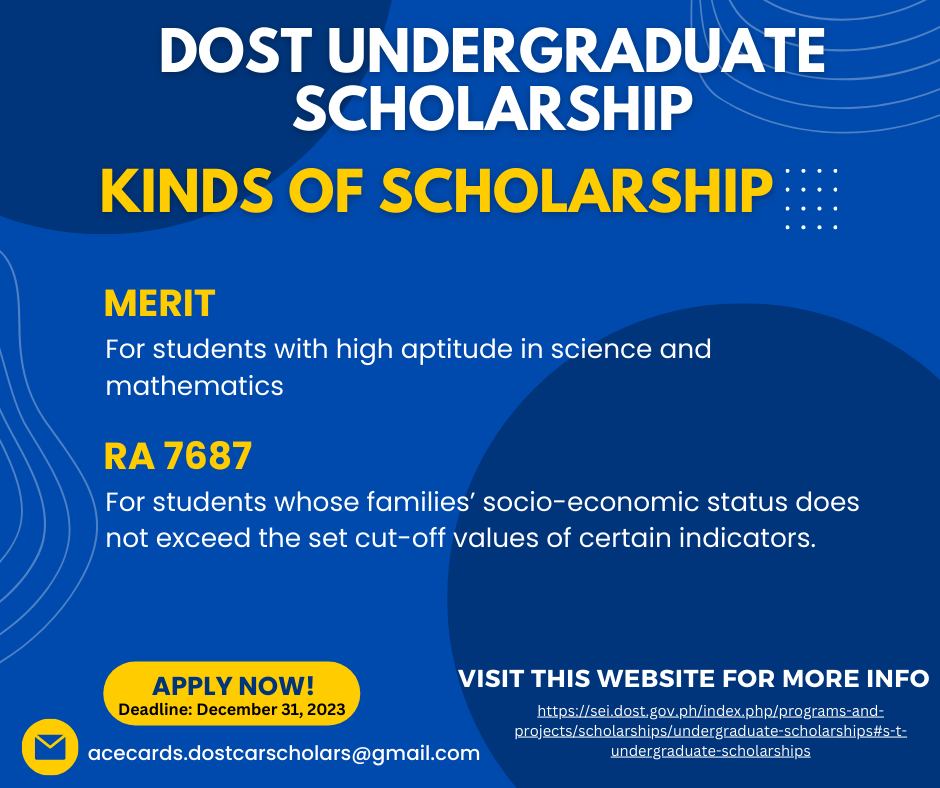 DOST UNDERGRADUATE
SCHOLARSHIP
KINDS OF SCHOLARSHIP
MERIT
For students with high aptitude in science and
mathematics
RA 7687
For students whose families’ socio-economic status does
not exceed the set cut-off values of certain indicators.
APPLY NOW!
Deadline: December 31, 2023
acecards.dostcarscholars@gmail.com
VISIT THIS WEBSITE FOR MORE INFO
https://sei.dost.gov.ph/index.php/programs-and-
projects/scholarships/undergraduate-scholarships#s-t-
undergraduate-scholarships